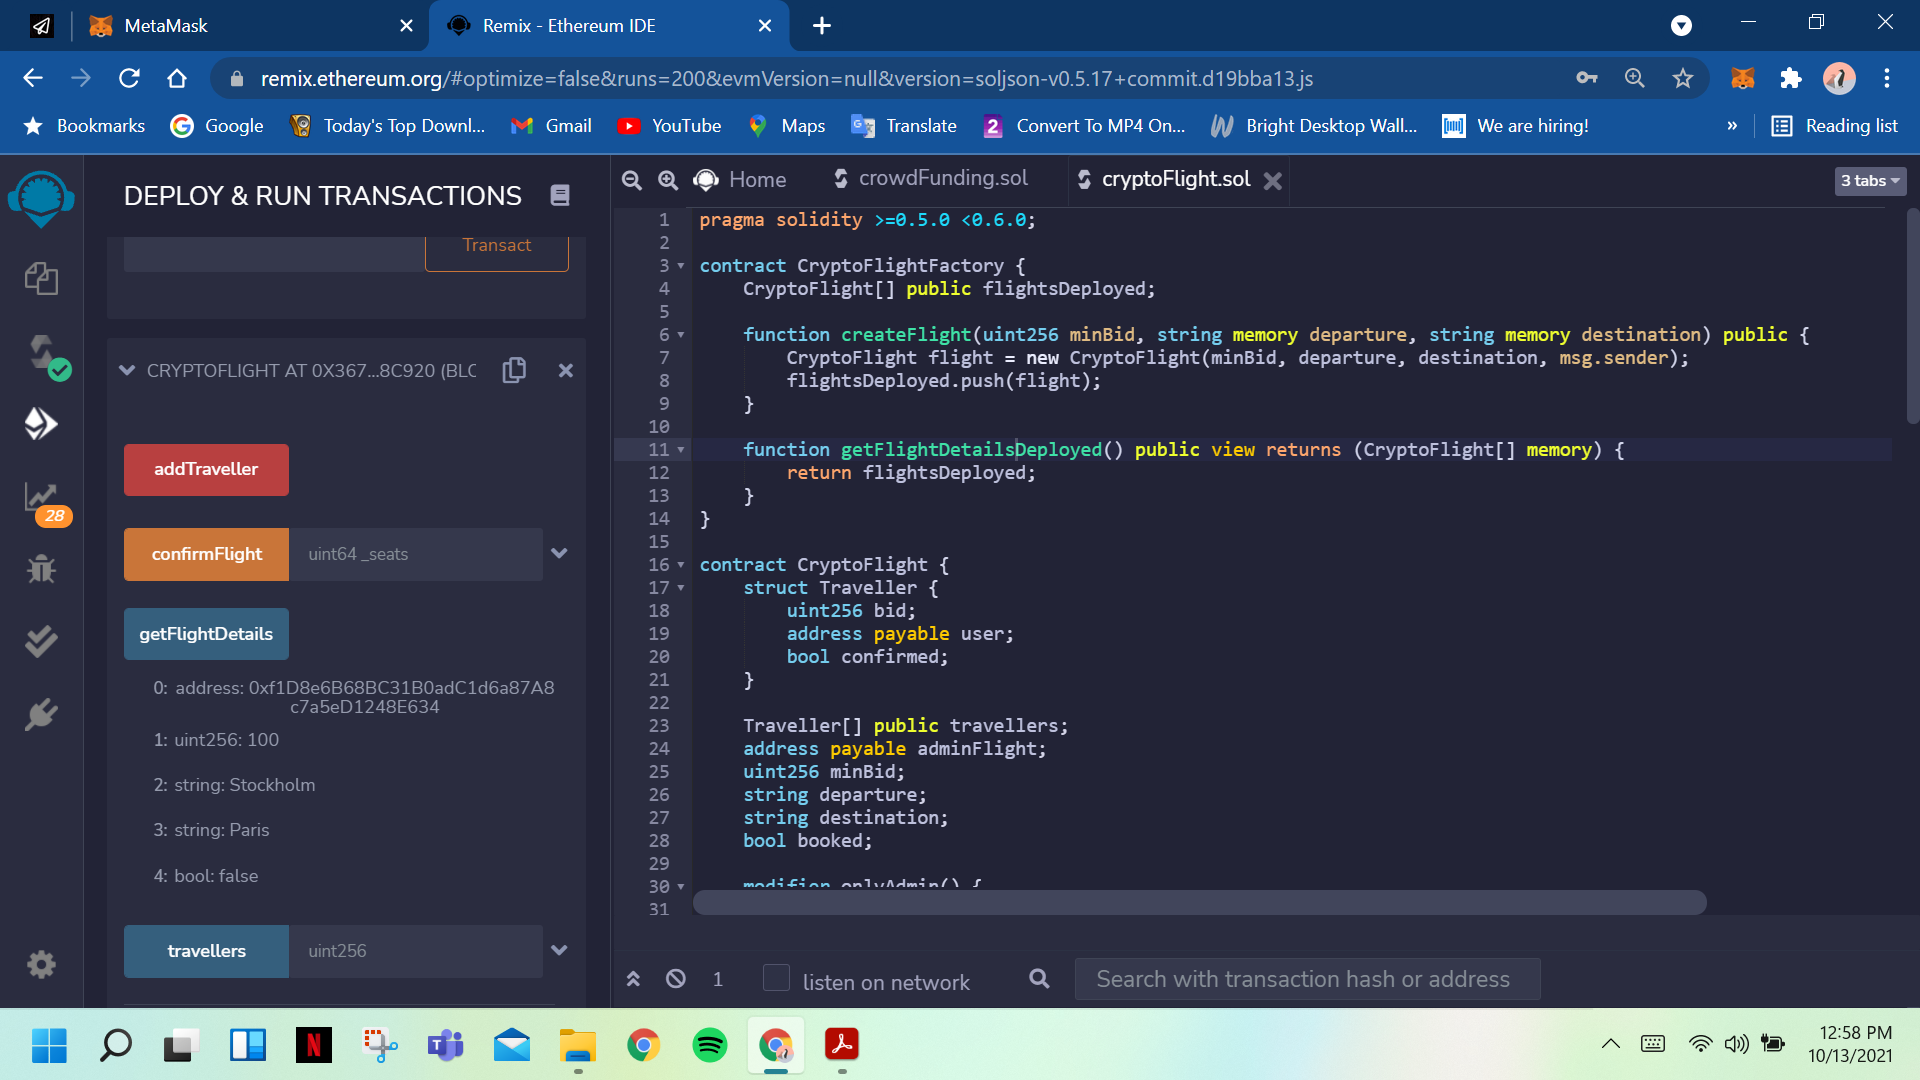 MetaMask
Remix - Ethereum IDE
remix.ethereum.org/#optimize=false&runs=200&evmVersion=null&version=soljson-v0.5.17+commit.d19bba13.js
Bookmarks
Google
Today's Top Downl...
Gmail
YouTube
Maps
Translate
2
Convert To MP4 On...
Bright Desktop Wall...
We are hiring!
»
Reading list
DEPLOY & RUN TRANSACTIONS
Transact
CRYPTOFLIGHT AT 0X367...8C920 (BLC
addTraveller
confirmFlight
uint64 _seats
getFlightDetails
0: address: 0xf1D8e6B68BC31B0adC1d6a87A8
c7a5eD1248E634
1: uint256: 100
2: string: Stockholm
3: string: Paris
4: bool: false
travellers
uint256
28
Home
crowdFunding.sol
cryptoFlight.sol
3 tabs
1 pragma solidity >=0.5.0 <0.6.0;
2
3 contract CryptoFlightFactory {
4 CryptoFlight[] public flightsDeployed;
5
6 function createFlight(uint256 minBid, string memory departure, string memory destination) public {
7 CryptoFlight flight = new CryptoFlight(minBid, departure, destination, msg.sender);
8 flightsDeployed.push(flight);
9 }
10
11 function getFlightDetailsDeployed() public view returns (CryptoFlight[] memory) {
12 return flightsDeployed;
13 }
14 }
15
16 contract CryptoFlight {
17 struct Traveller {
18 uint256 bid;
19 address payable user;
20 bool confirmed;
21 }
22
23 Traveller[] public travellers;
24 address payable adminFlight;
25 uint256 minBid;
26 string departure;
27 string destination;
28 bool booked;
29
30 modifier onlyAdmin() {
31
1
listen on network
Search with transaction hash or address
12:58 PM
10/13/2021